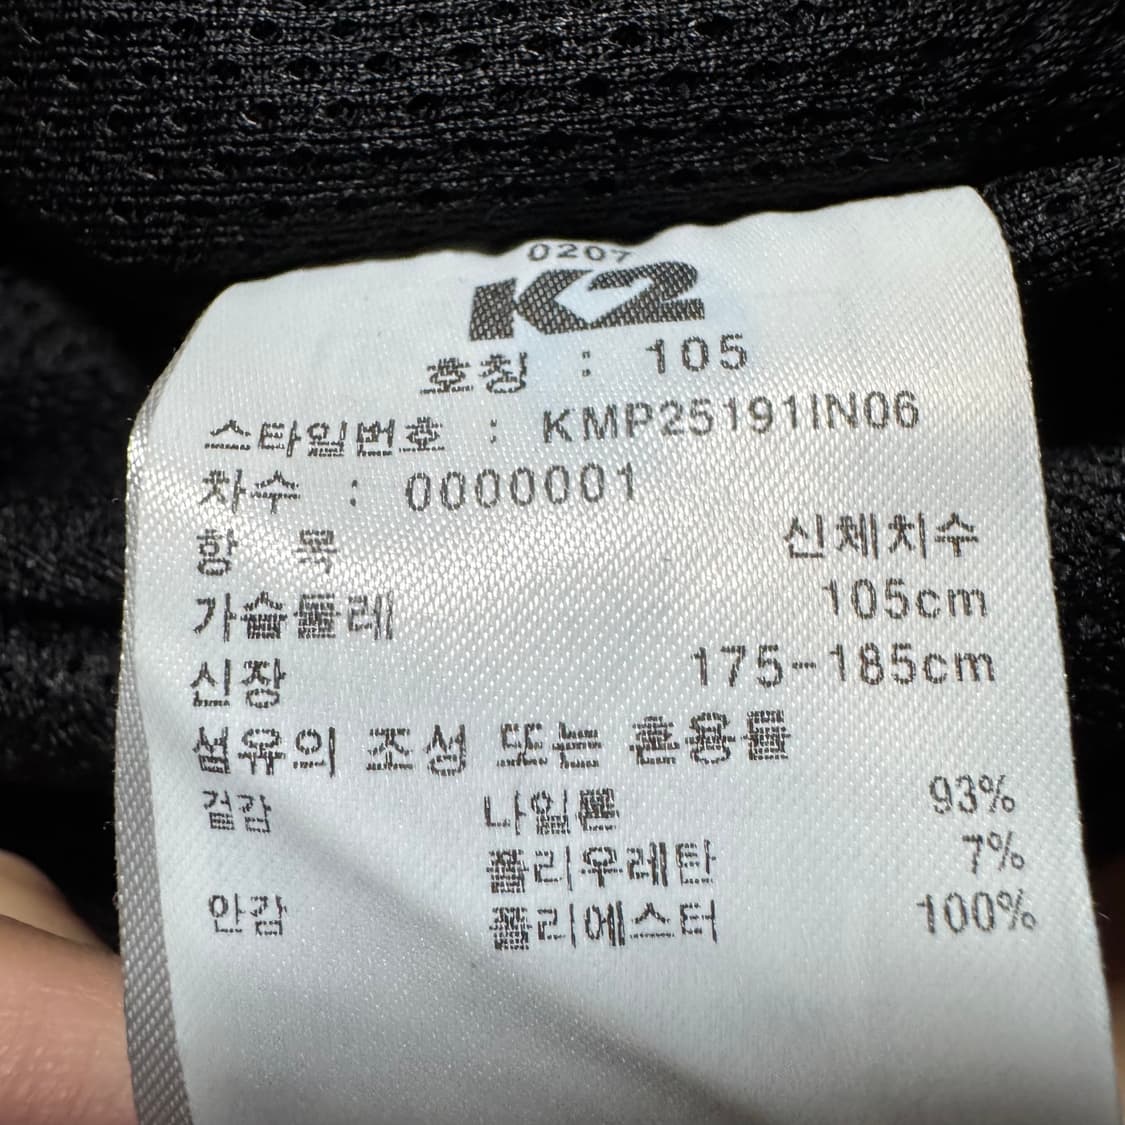 0207
K2
호칭 : 105
스타일번호 : KMP25191IN06
차수 : 0000001
항 목 신체치수
가슴둘레 105cm
신장 175-185cm
섬유의 조성 또는 혼용률
겉감 나일론 93%
폴리우레탄 7%
안감 폴리에스터 100%